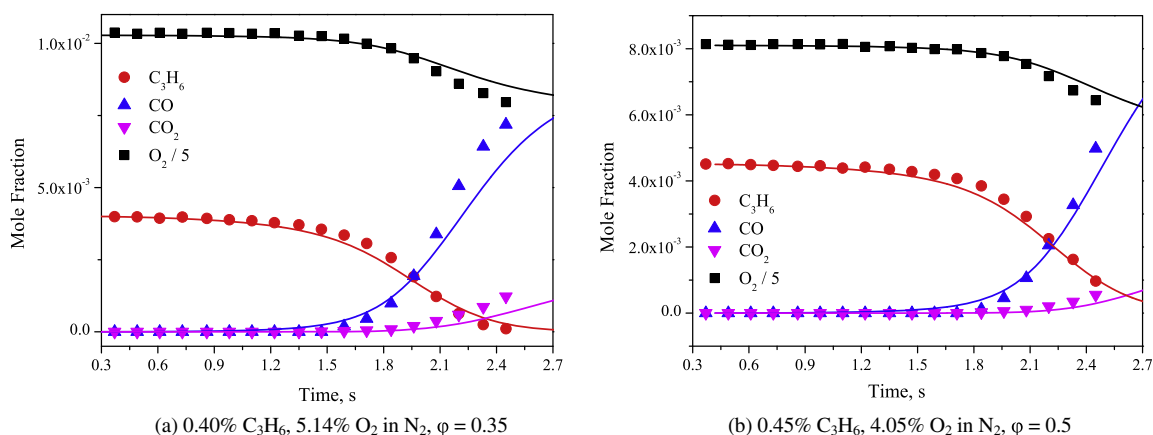 1.0x10⁻²
5.0x10⁻³
0.0
Mole Fraction
C₃H₆
CO
CO₂
O₂ / 5
0.3 0.6 0.9 1.2 1.5 1.8 2.1 2.4 2.7
Time, s
(a) 0.40% C₃H₆, 5.14% O₂ in N₂, φ = 0.35
8.0x10⁻³
6.0x10⁻³
4.0x10⁻³
2.0x10⁻³
0.0
Mole Fraction
C₃H₆
CO
CO₂
O₂ / 5
0.3 0.6 0.9 1.2 1.5 1.8 2.1 2.4 2.7
Time, s
(b) 0.45% C₃H₆, 4.05% O₂ in N₂, φ = 0.5